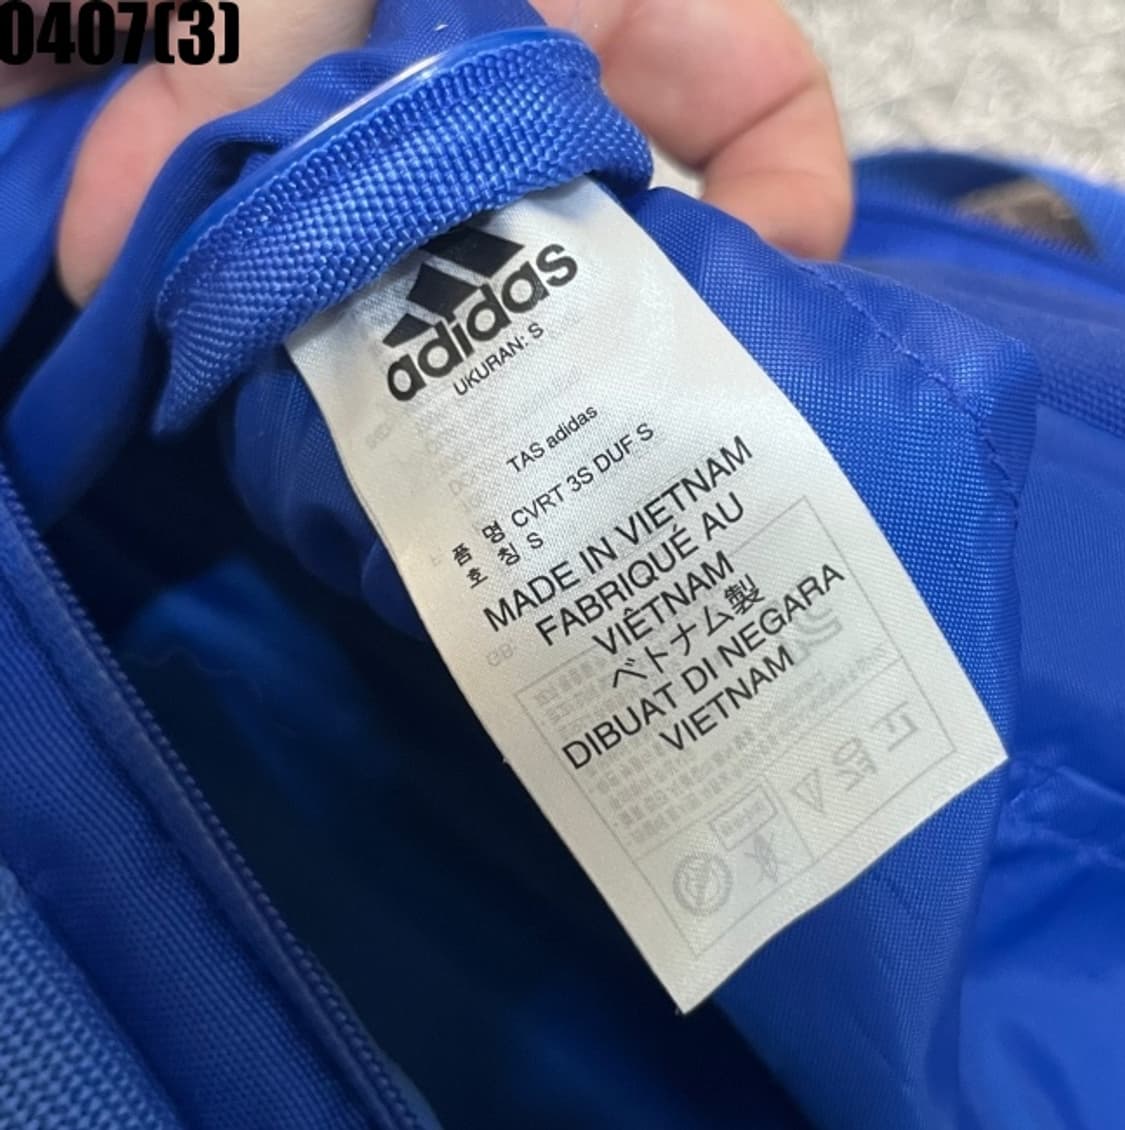 0407(3)
adidas
UKURAN: S
TAS adidas
품 명 CVRT 3S DUF S
호 칭 S
MADE IN VIETNAM
FABRIQUÉ AU
VIÊTNAM
ベトナム製
DIBUAT DI NEGARA
VIETNAM